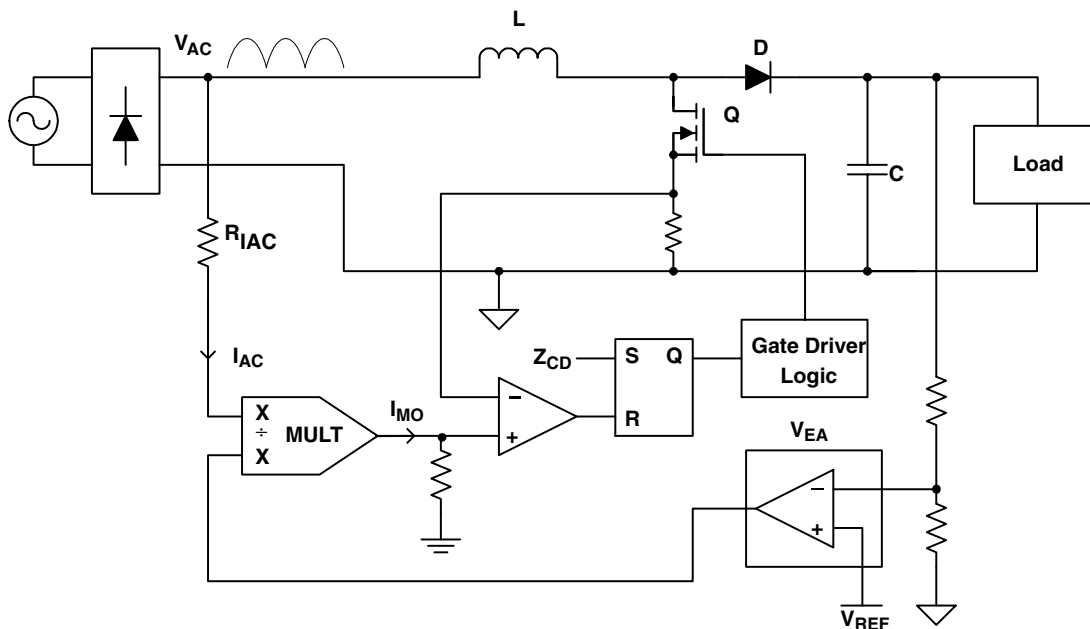 L
V_AC
D
Q
C
Load
R_IAC
Z_CD
S Q
R
Gate Driver
Logic
I_AC
I_MO
X
÷
X
MULT
−
+
V_EA
−
+
V_REF